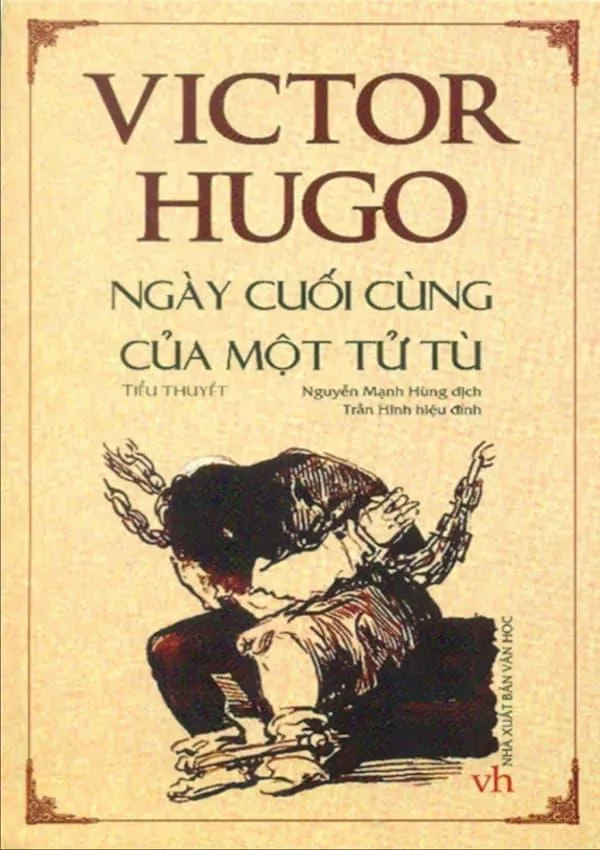 VICTOR
HUGO
NGÀY CUỐI CÙNG
CỦA MỘT TỬ TÙ
TIỂU THUYẾT
Nguyễn Mạnh Hùng dịch
Trần Hinh hiệu đính
NHÀ XUẤT BẢN VĂN HỌC
vh